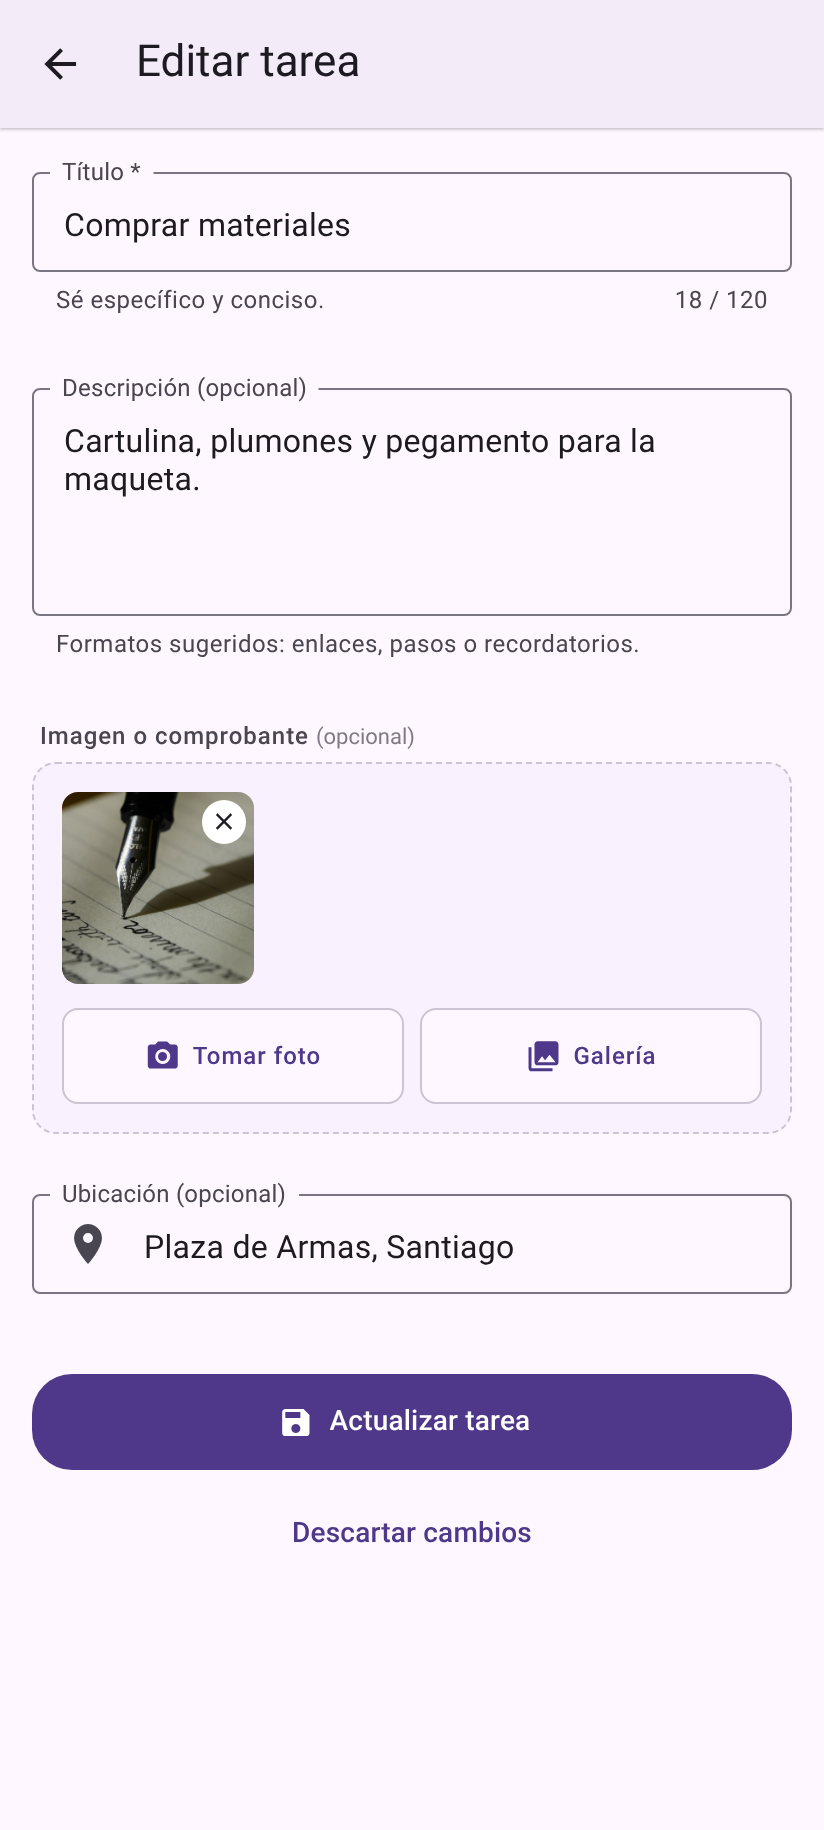 Editar tarea
Título *
Comprar materiales
Sé específico y conciso.
18 / 120
Descripción (opcional)
Cartulina, plumones y pegamento para la
maqueta.
Formatos sugeridos: enlaces, pasos o recordatorios.
Imagen o comprobante (opcional)
Tomar foto
Galería
Ubicación (opcional)
Plaza de Armas, Santiago
Actualizar tarea
Descartar cambios